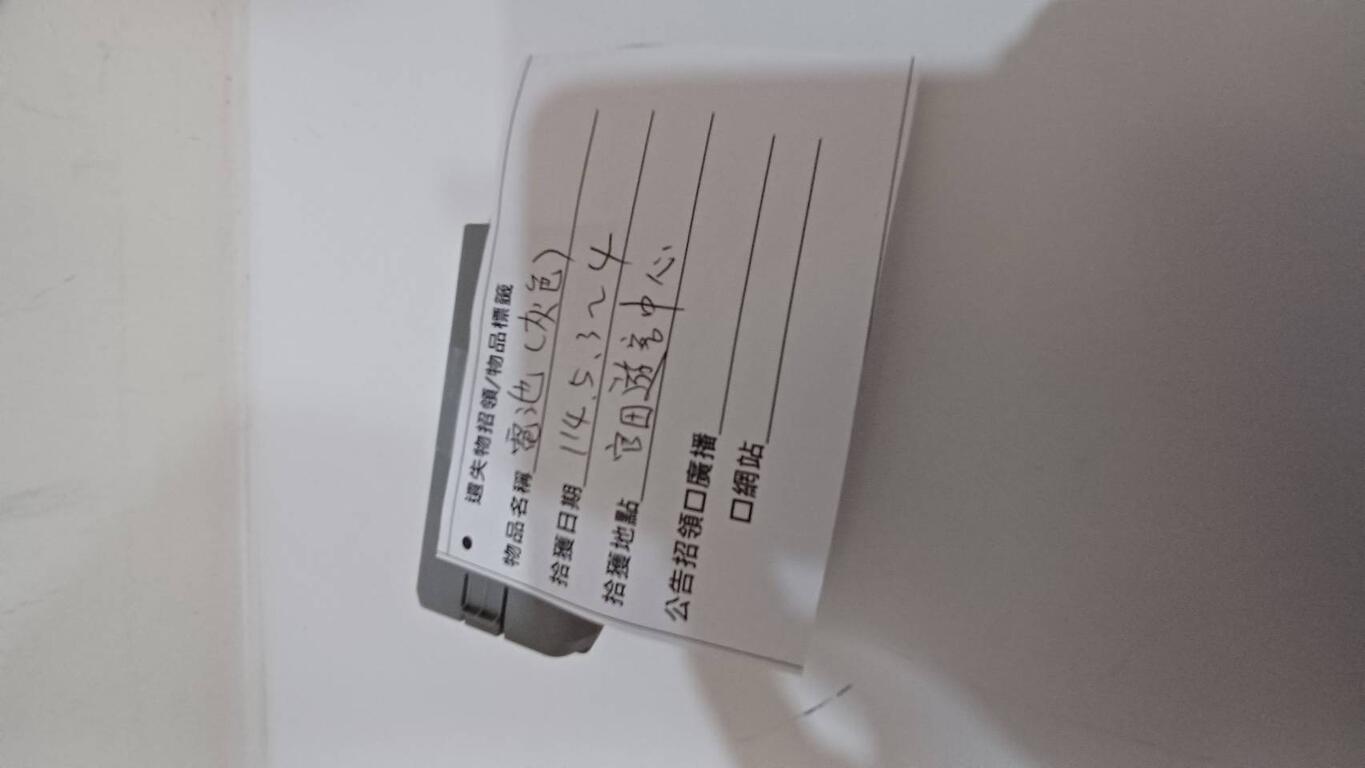 ● 遺失物招領/物品標籤
物品名稱 電池(灰色)
拾獲日期 114.5.3~4
拾獲地點 官田遊客中心
公告招領□廣播
□網站